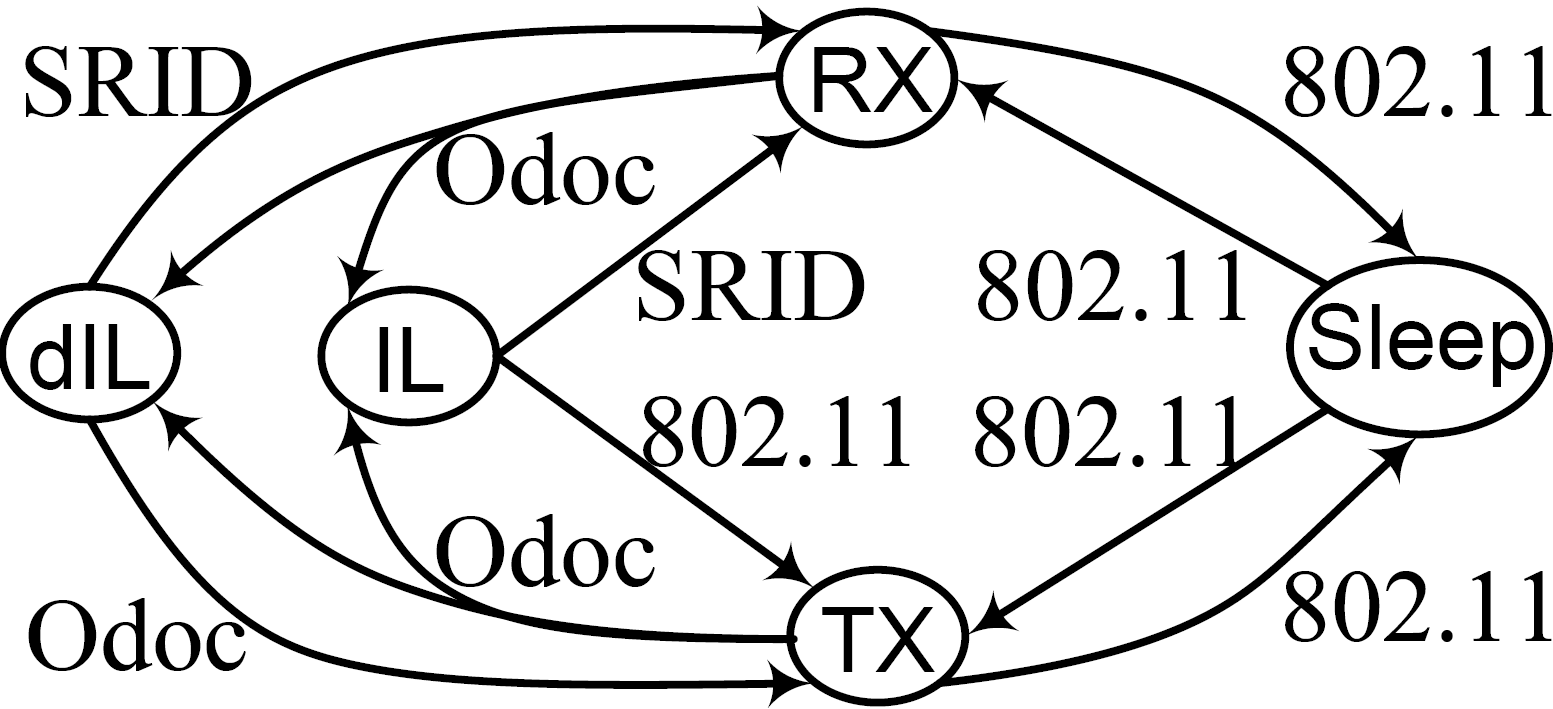 SRID
RX
802.11
Odoc
SRID
802.11
dIL
IL
Sleep
802.11
802.11
Odoc
Odoc
TX
802.11